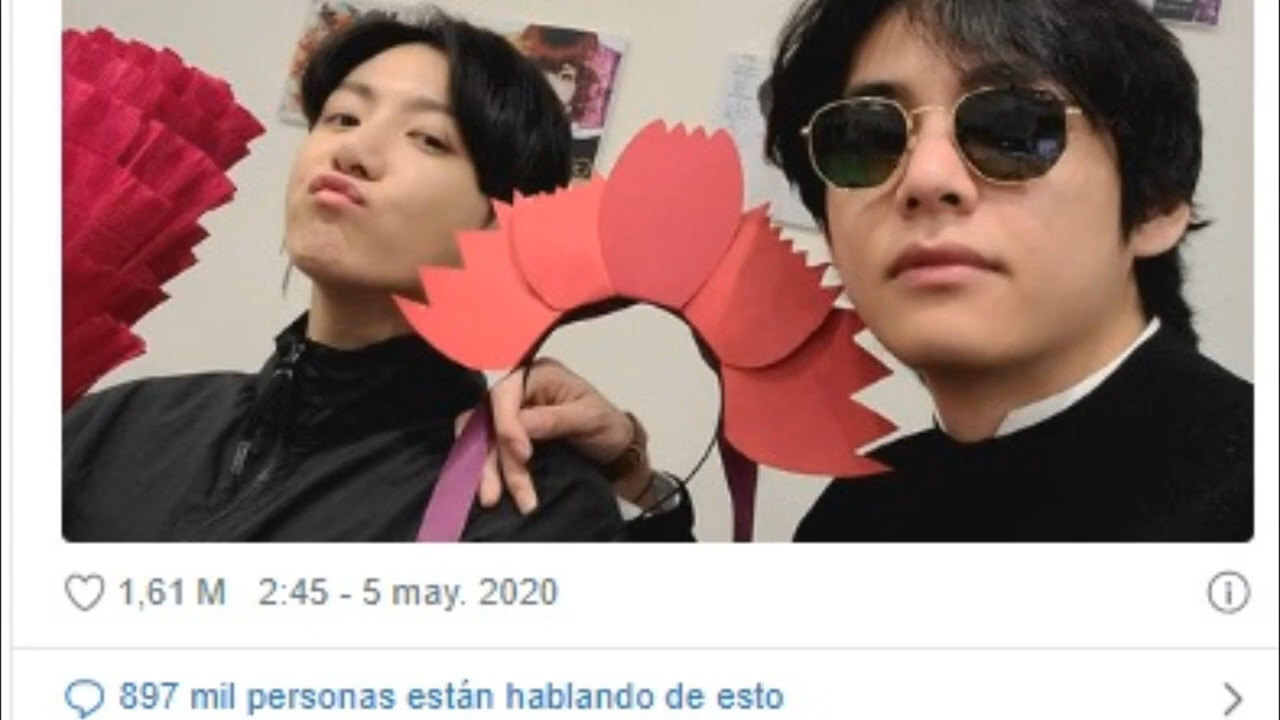 1,61 M 2:45 - 5 may. 2020
897 mil personas están hablando de esto